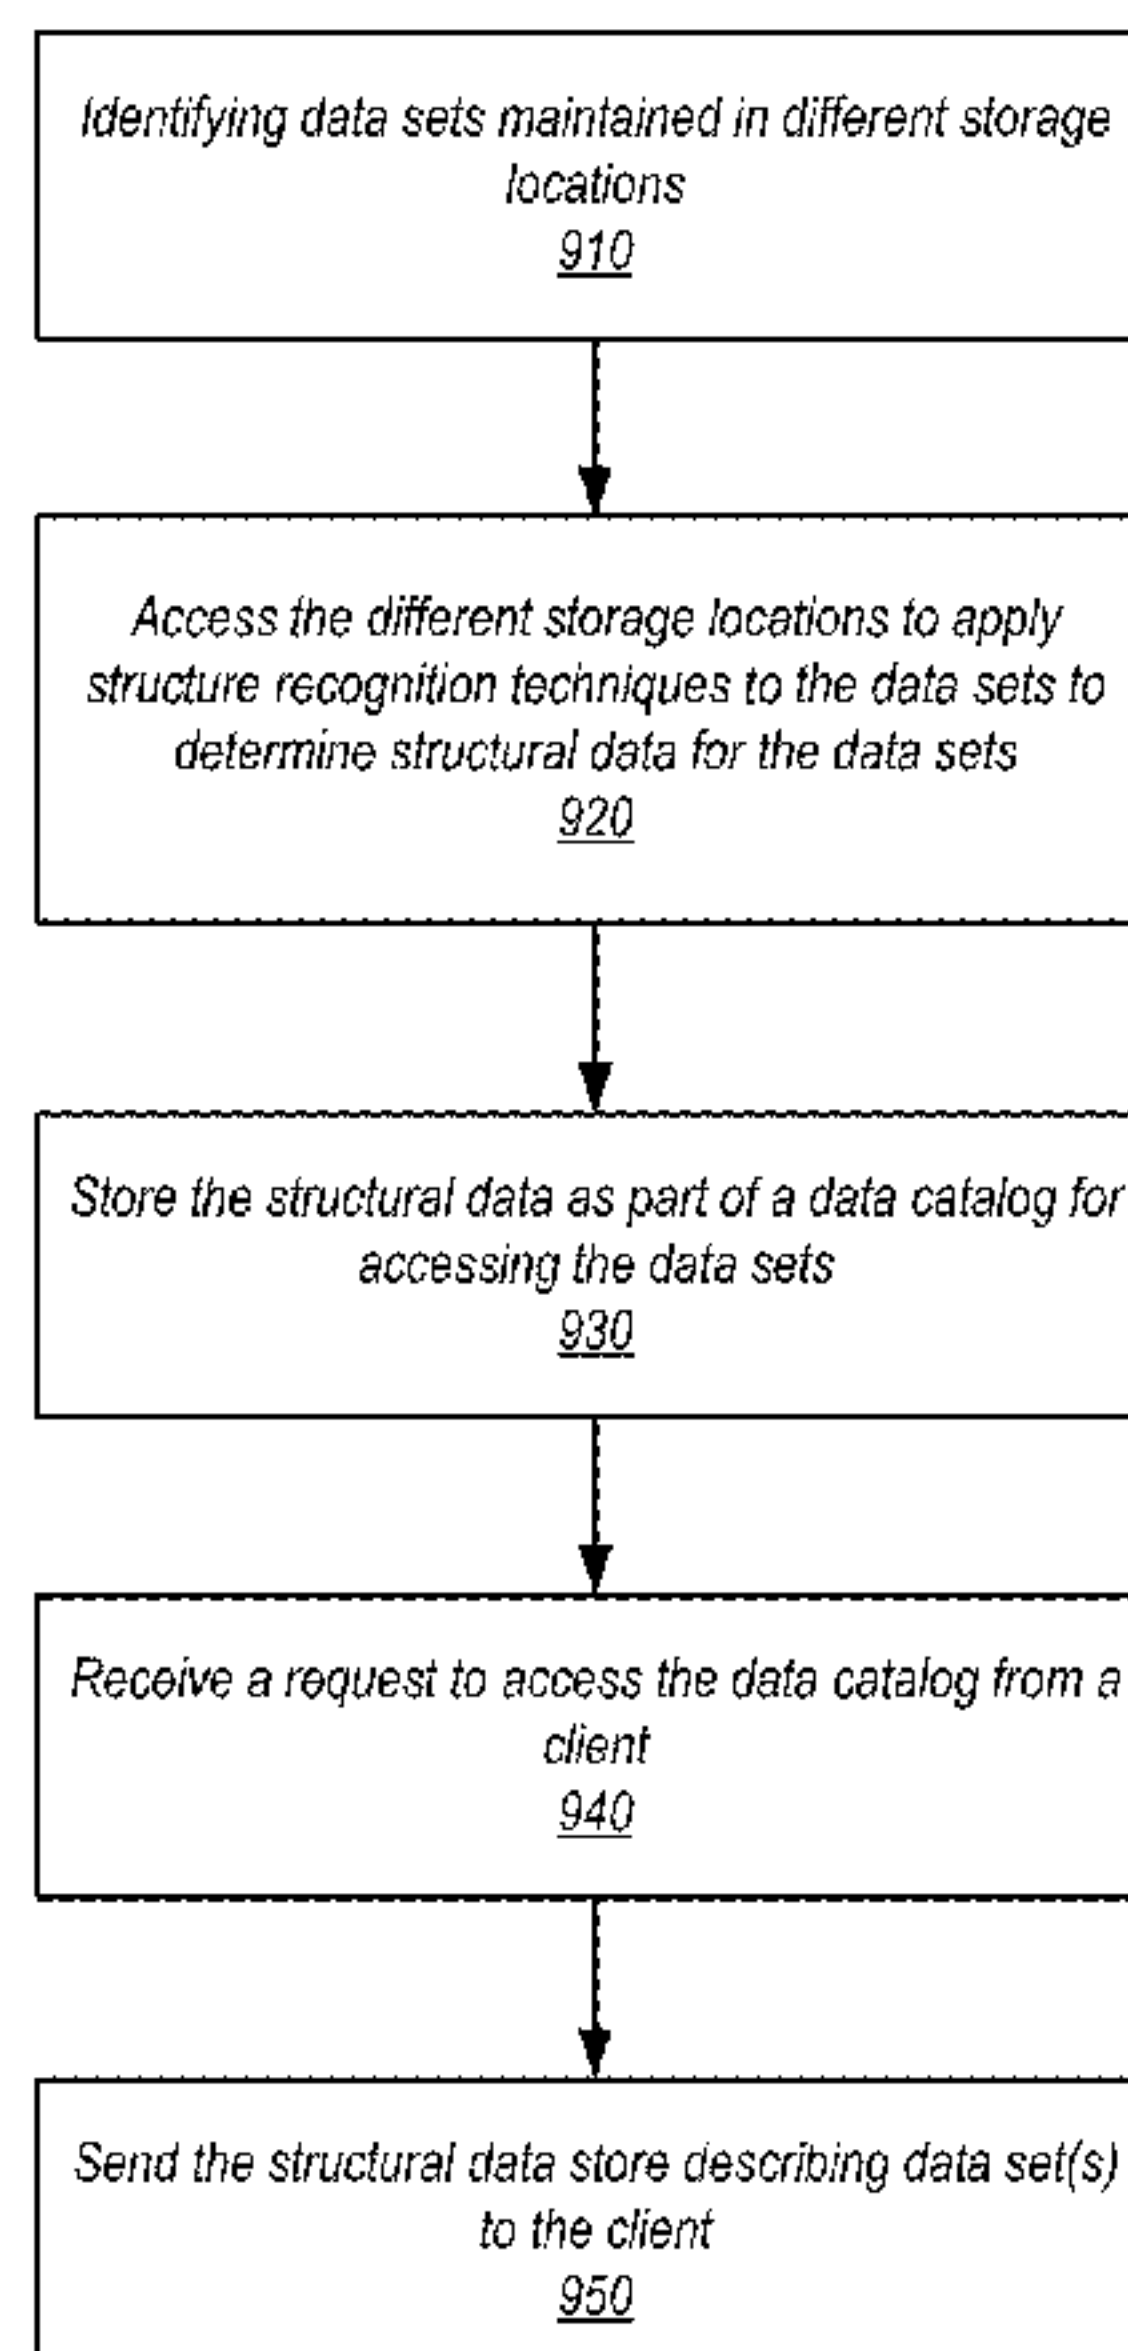 Identifying data sets maintained in different storage
locations
910
Access the different storage locations to apply
structure recognition techniques to the data sets to
determine structural data for the data sets
920
Store the structural data as part of a data catalog for
accessing the data sets
930
Receive a request to access the data catalog from a
client
940
Send the structural data store describing data set(s)
to the client
950